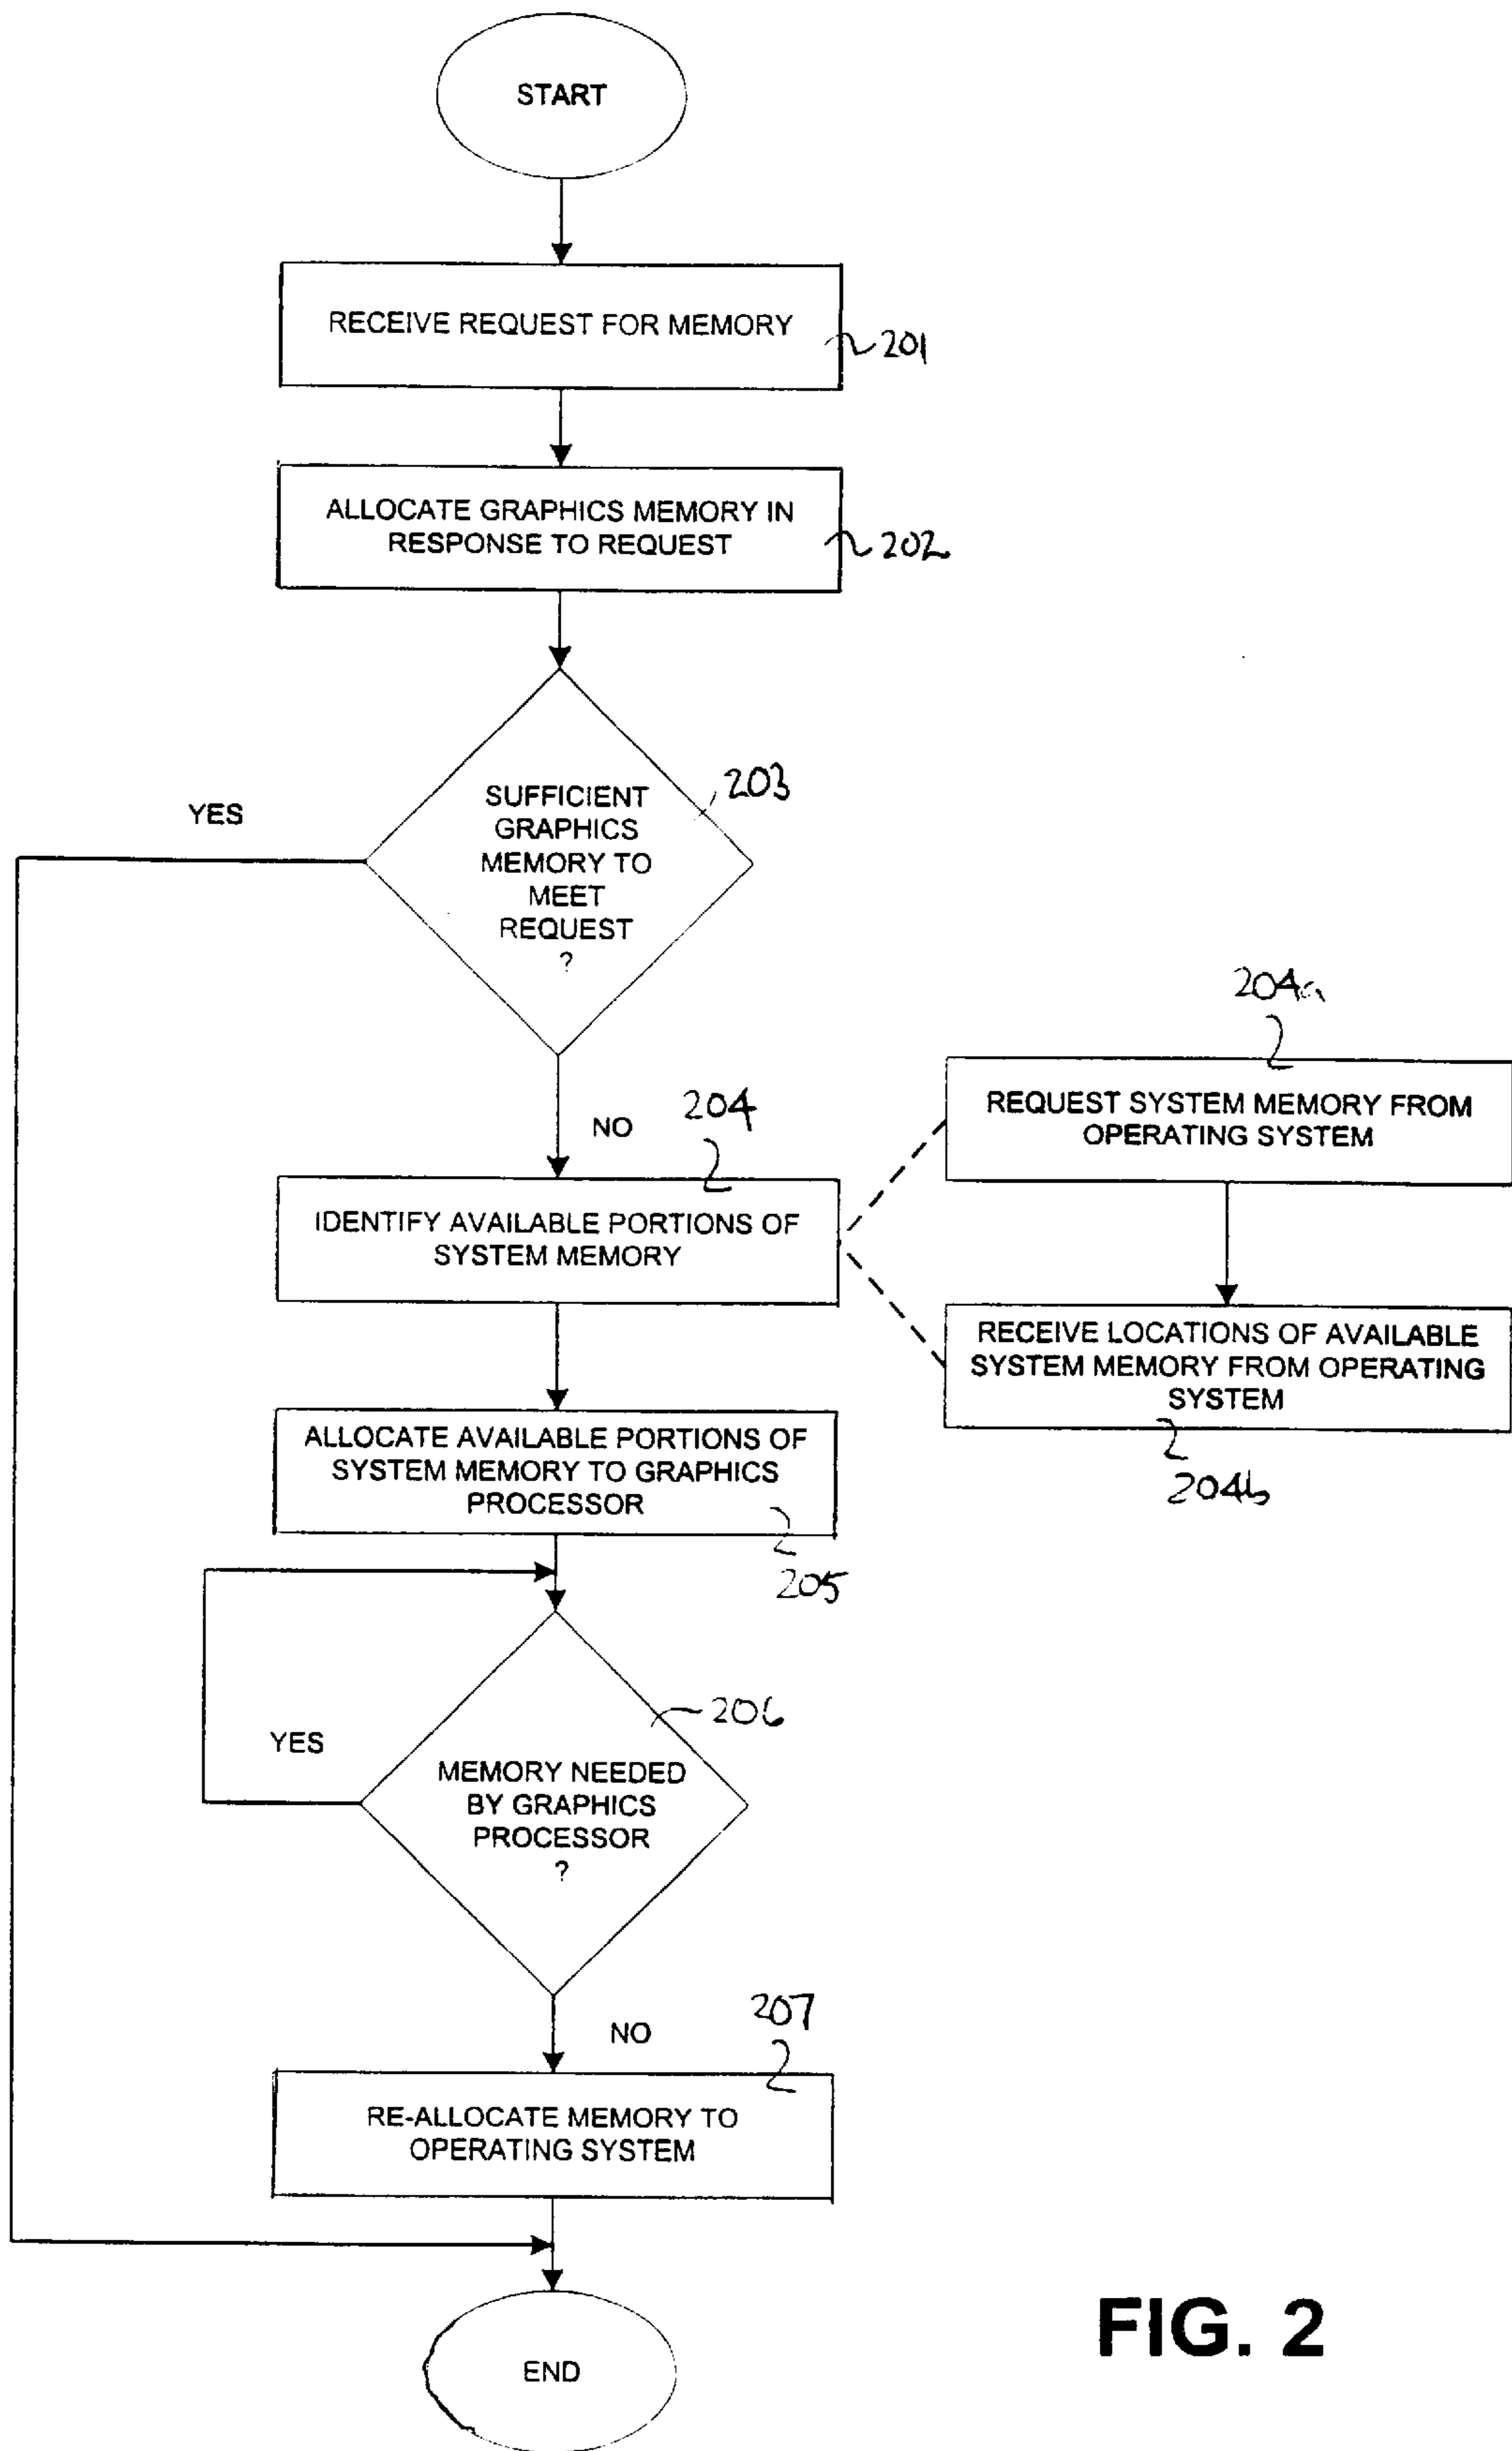 START
RECEIVE REQUEST FOR MEMORY
201
ALLOCATE GRAPHICS MEMORY IN
RESPONSE TO REQUEST
202
203
SUFFICIENT
GRAPHICS
MEMORY TO
MEET
REQUEST
?
YES
NO
204
IDENTIFY AVAILABLE PORTIONS OF
SYSTEM MEMORY
204a
REQUEST SYSTEM MEMORY FROM
OPERATING SYSTEM
RECEIVE LOCATIONS OF AVAILABLE
SYSTEM MEMORY FROM OPERATING
SYSTEM
204b
ALLOCATE AVAILABLE PORTIONS OF
SYSTEM MEMORY TO GRAPHICS
PROCESSOR
205
206
YES
MEMORY NEEDED
BY GRAPHICS
PROCESSOR
?
NO
207
RE-ALLOCATE MEMORY TO
OPERATING SYSTEM
END
FIG. 2